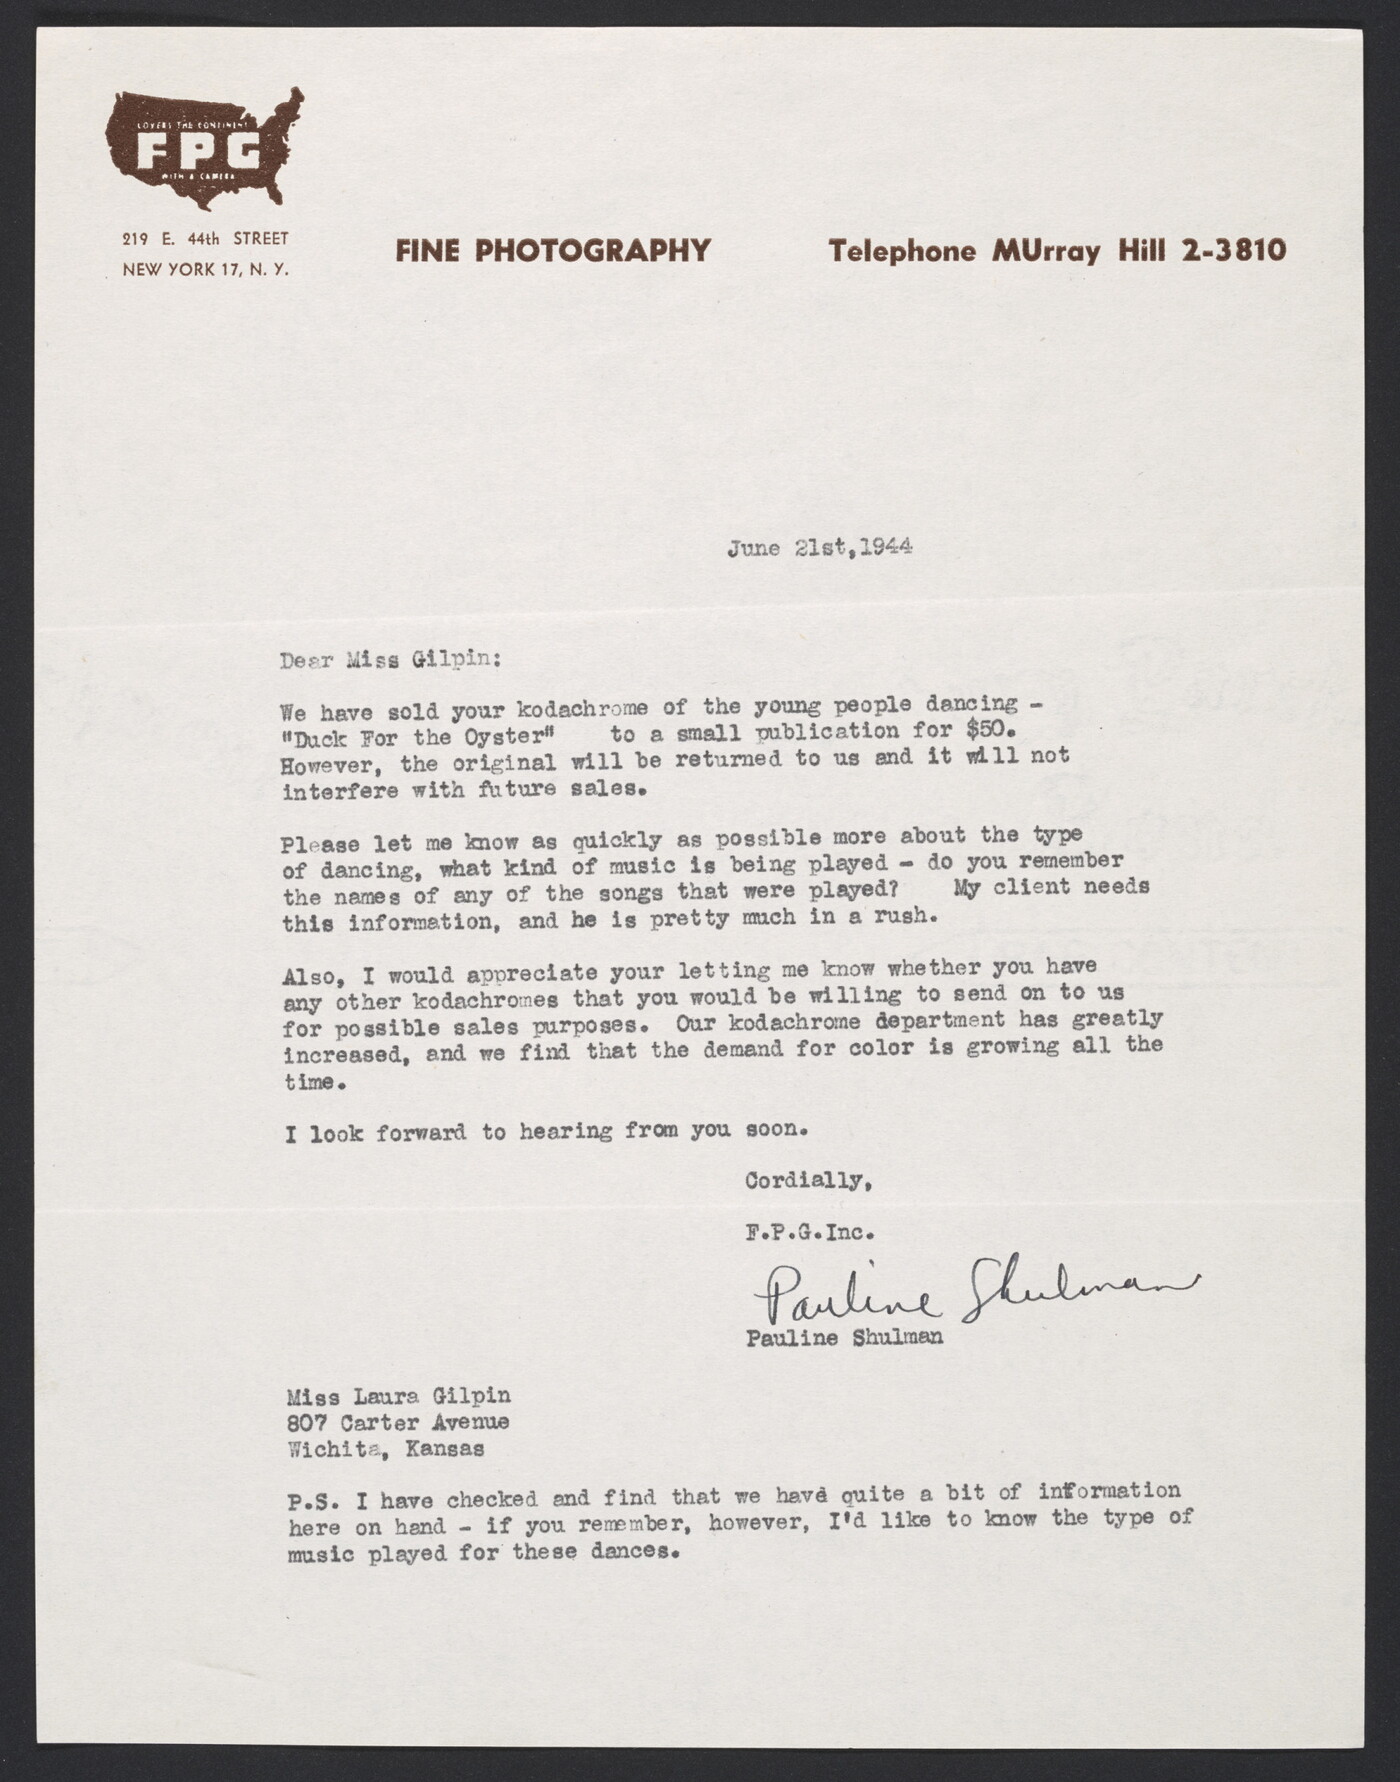 COVERS THE CONTINENT
FPG
WITH A CAMERA
219 E. 44th STREET
NEW YORK 17, N. Y.
FINE PHOTOGRAPHY
Telephone MUrray Hill 2-3810
June 21st,1944
Dear Miss Gilpin:
We have sold your kodachrome of the young people dancing -
"Duck For the Oyster" to a small publication for $50.
However, the original will be returned to us and it will not
interfere with future sales.
Please let me know as quickly as possible more about the type
of dancing, what kind of music is being played - do you remember
the names of any of the songs that were played? My client needs
this information, and he is pretty much in a rush.
Also, I would appreciate your letting me know whether you have
any other kodachromes that you would be willing to send on to us
for possible sales purposes. Our kodachrome department has greatly
increased, and we find that the demand for color is growing all the
time.
I look forward to hearing from you soon.
Cordially,
F.P.G.Inc.
Pauline Shulman
Pauline Shulman
Miss Laura Gilpin
807 Carter Avenue
Wichita, Kansas
P.S. I have checked and find that we have quite a bit of information
here on hand - if you remember, however, I'd like to know the type of
music played for these dances.